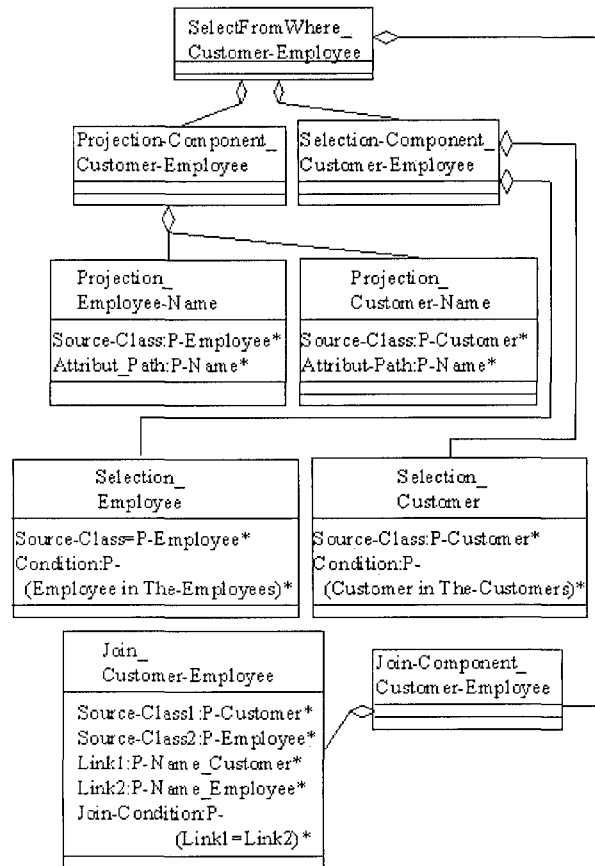 SelectFromWhere_
Customer-Employee
Projection-Component_
Customer-Employee
Selection-Component_
Customer-Employee
Projection_
Employee-Name
Source-Class:P-Employee*
Attribut_Path:P-Name*
Projection_
Customer-Name
Source-Class:P-Customer*
Attribut-Path:P-Name*
Selection_
Employee
Source-Class=P-Employee*
Condition:P-
(Employee in The-Employees)*
Selection_
Customer
Source-Class:P-Customer*
Condition:P-
(Customer in The-Customers)*
Join_
Customer-Employee
Source-Class1:P-Customer*
Source-Class2:P-Employee*
Link1:P-Name_Customer*
Link2:P-Name_Employee*
Join-Condition:P-
(Link1=Link2)*
Join-Component_
Customer-Employee